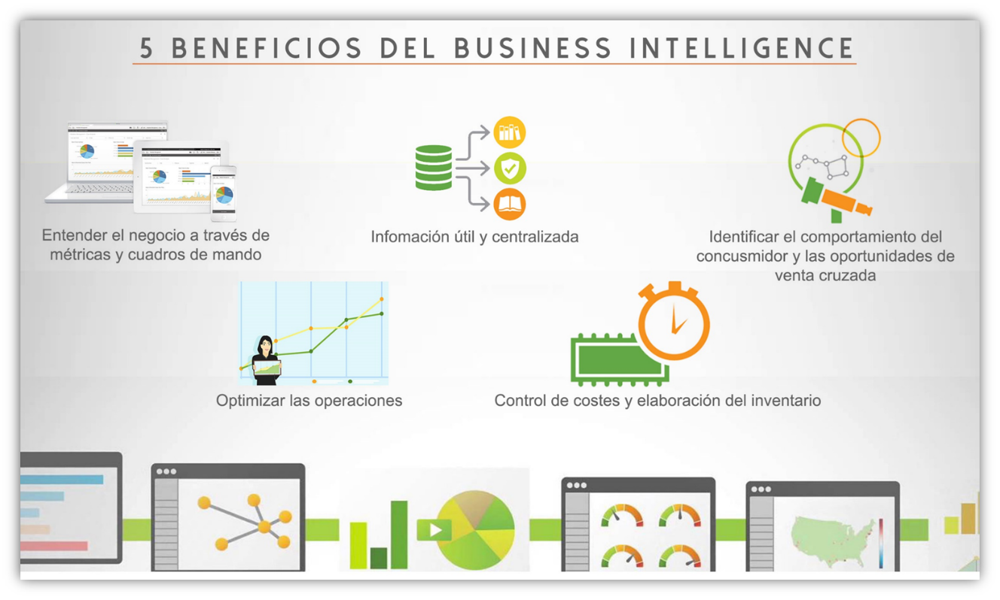 5 BENEFICIOS DEL BUSINESS INTELLIGENCE
Entender el negocio a través de
métricas y cuadros de mando
Infomación útil y centralizada
Identificar el comportamiento del
concusmidor y las oportunidades de
venta cruzada
Optimizar las operaciones
Control de costes y elaboración del inventario